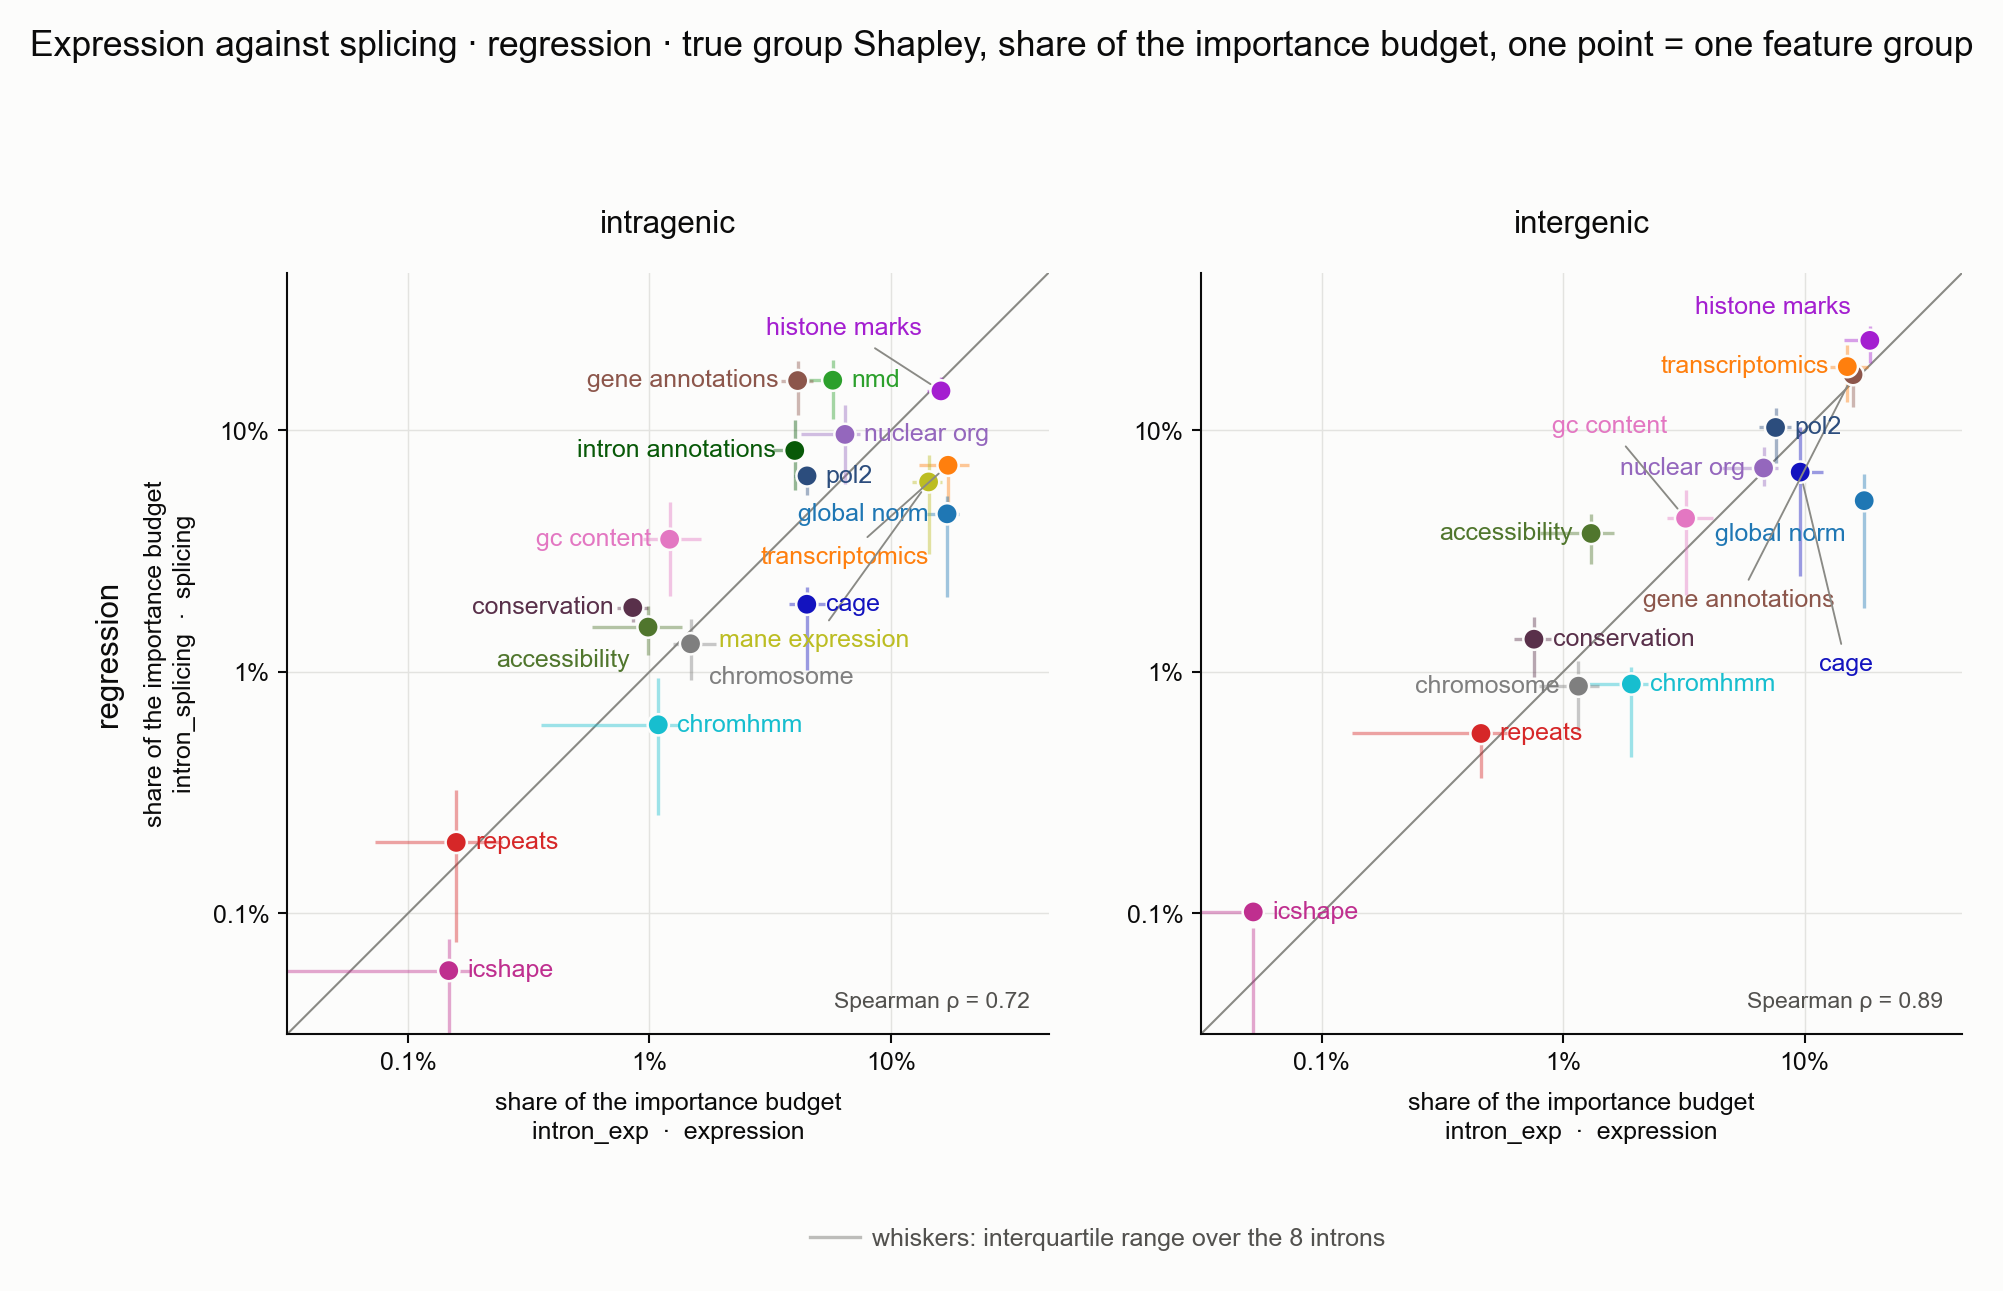 Expression against splicing · regression · true group Shapley, share of the importance budget, one point = one feature group
intragenic
histone marks
gene annotations
nmd
nuclear org
intron annotations
pol2
global norm
gc content
transcriptomics
conservation
cage
mane expression
accessibility
chromosome
chromhmm
repeats
icshape
Spearman ρ = 0.72
10%
1%
0.1%
0.1%
1%
10%
share of the importance budget
intron_exp · expression
regression
share of the importance budget
intron_splicing · splicing
intergenic
histone marks
transcriptomics
gc content
pol2
nuclear org
accessibility
global norm
gene annotations
conservation
cage
chromosome
chromhmm
repeats
icshape
Spearman ρ = 0.89
10%
1%
0.1%
0.1%
1%
10%
share of the importance budget
intron_exp · expression
whiskers: interquartile range over the 8 introns